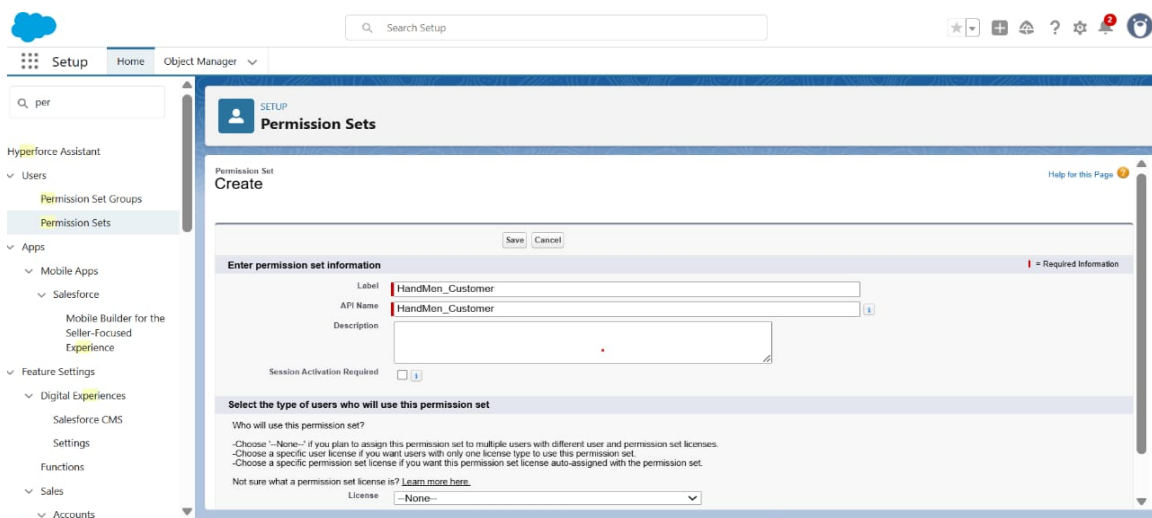 Search Setup
2
Setup
Home
Object Manager
per
Hyperforce Assistant
Users
Permission Set Groups
Permission Sets
Apps
Mobile Apps
Salesforce
Mobile Builder for the
Seller-Focused
Experience
Feature Settings
Digital Experiences
Salesforce CMS
Settings
Functions
Sales
Accounts
SETUP
Permission Sets
Permission Set
Create
Help for this Page ?
Save Cancel
Enter permission set information
= Required Information
Label HandMen_Customer
API Name HandMen_Customer i
Description
Session Activation Required i
Select the type of users who will use this permission set
Who will use this permission set?
-Choose '--None--' if you plan to assign this permission set to multiple users with different user and permission set licenses.
-Choose a specific user license if you want users with only one license type to use this permission set.
-Choose a specific permission set license if you want this permission set license auto-assigned with the permission set.
Not sure what a permission set license is? Learn more here.
License --None--